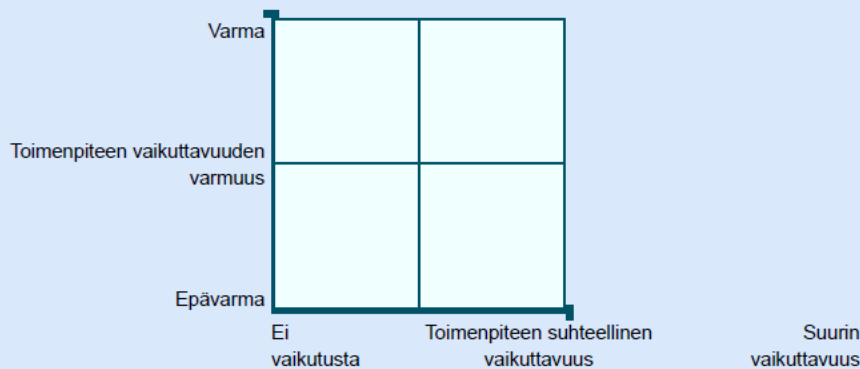 Varma
Toimenpiteen vaikuttavuuden
varmuus
Epävarma
Ei
vaikutusta
Toimenpiteen suhteellinen
vaikuttavuus
Suurin
vaikuttavuus